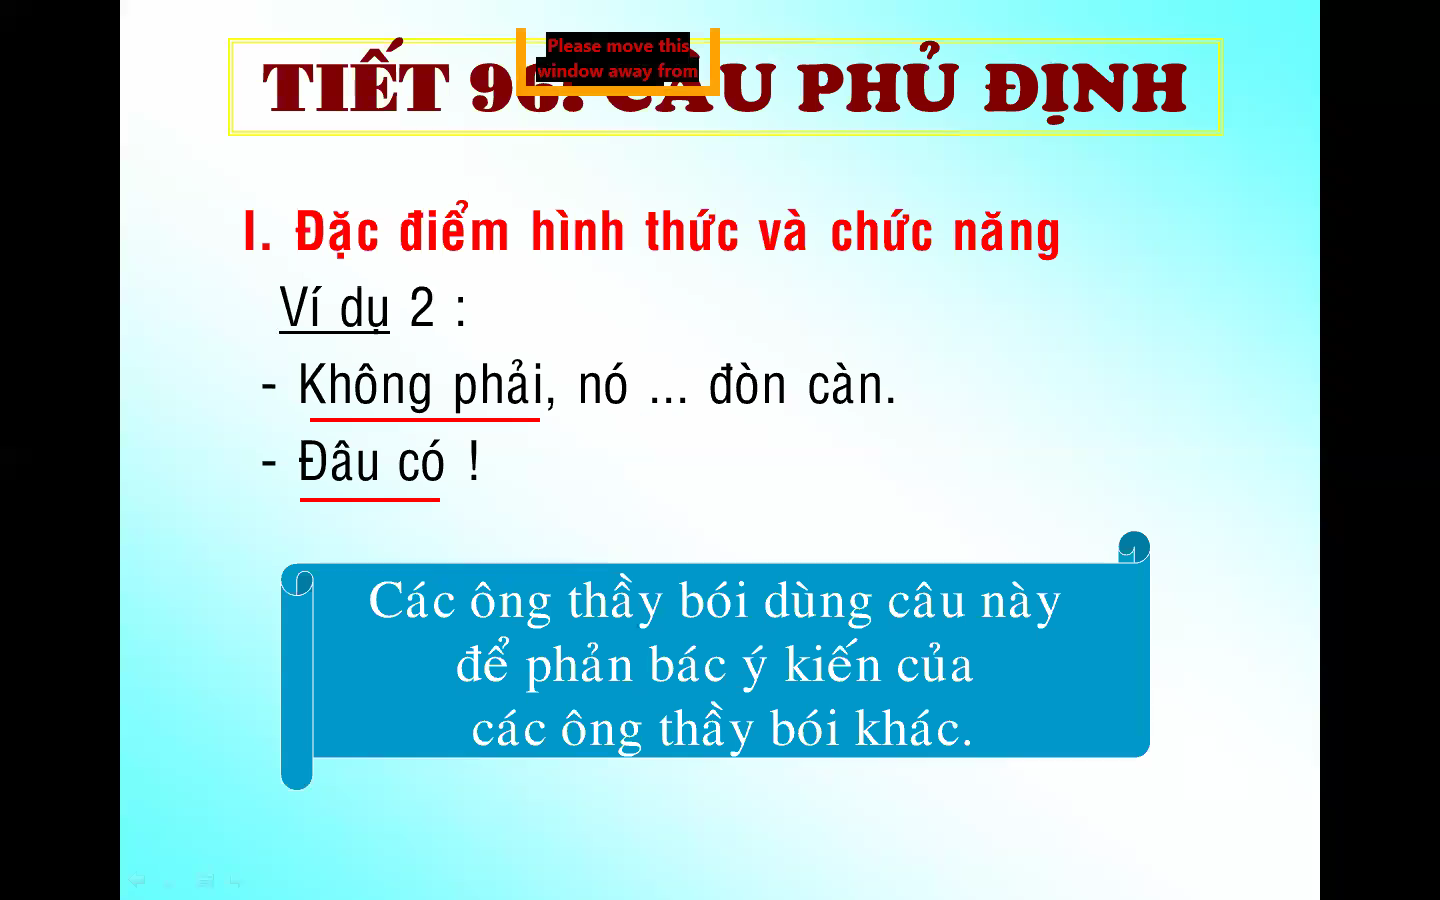 Please move this
window away from
TIẾT 96: CÂU PHỦ ĐỊNH
I. Đặc điểm hình thức và chức năng
Ví dụ 2 :
- Không phải, nó ... đòn càn.
- Đâu có !
Các ông thầy bói dùng câu này
để phản bác ý kiến của
các ông thầy bói khác.